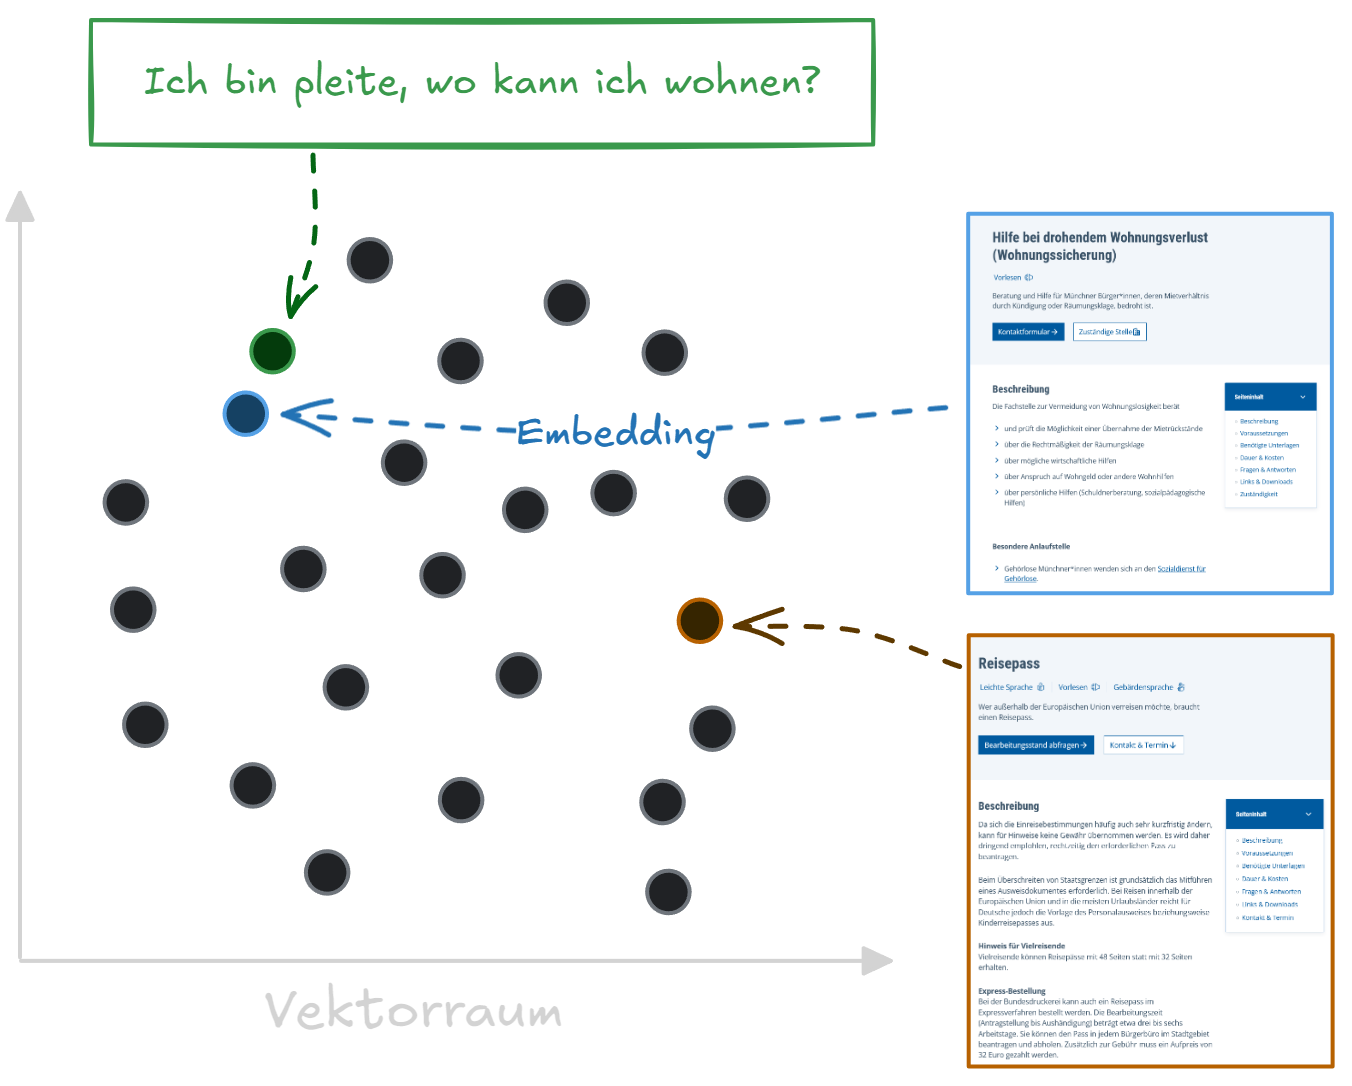 Ich bin pleite, wo kann ich wohnen?
Embedding
Vektorraum
Hilfe bei drohendem Wohnungsverlust
(Wohnungssicherung)
Vorlesen
Beratung und Hilfe für Münchner Bürger*innen, deren Mietverhältnis
durch Kündigung oder Räumungsklage, bedroht ist.
Kontaktformular
Zuständige Stelle
Beschreibung
Die Fachstelle zur Vermeidung von Wohnungslosigkeit berät
und prüft die Möglichkeit einer Übernahme der Mietrückstände
über die Rechtmäßigkeit der Räumungsklage
über mögliche wirtschaftliche Hilfen
über Anspruch auf Wohngeld oder andere Wohnhilfen
über persönliche Hilfen (Schuldnerberatung, sozialpädagogische
Hilfen)
Besondere Anlaufstelle
Gehörlose Münchner*innen wenden sich an den Sozialdienst für
Gehörlose.
Seiteninhalt
Beschreibung
Voraussetzungen
Benötigte Unterlagen
Dauer & Kosten
Fragen & Antworten
Links & Downloads
Zuständigkeit
Reisepass
Leichte Sprache Vorlesen Gebärdensprache
Wer außerhalb der Europäischen Union verreisen möchte, braucht
einen Reisepass.
Bearbeitungsstand abfragen
Kontakt & Termin
Beschreibung
Da sich die Einreisebestimmungen häufig auch sehr kurzfristig ändern,
kann für Hinweise keine Gewähr übernommen werden. Es wird daher
dringend empfohlen, rechtzeitig den erforderlichen Pass zu
beantragen.
Beim Überschreiten von Staatsgrenzen ist grundsätzlich das Mitführen
eines Ausweisdokumentes erforderlich. Bei Reisen innerhalb der
Europäischen Union und in die meisten Urlaubsländer reicht für
Deutsche jedoch die Vorlage des Personalausweises beziehungsweise
Kinderreisepasses aus.
Hinweis für Vielreisende
Vielreisende können Reisepässe mit 48 Seiten statt mit 32 Seiten
erhalten.
Express-Bestellung
Bei der Bundesdruckerei kann auch ein Reisepass im
Expressverfahren bestellt werden. Die Bearbeitungszeit
(Antragstellung bis Aushändigung) beträgt etwa drei bis sechs
Arbeitstage. Sie können den Pass in jedem Bürgerbüro im Stadtgebiet
beantragen und abholen. Zusätzlich zur Gebühr muss ein Aufpreis von
32 Euro gezahlt werden.
Seiteninhalt
Beschreibung
Voraussetzungen
Benötigte Unterlagen
Dauer & Kosten
Fragen & Antworten
Links & Downloads
Kontakt & Termin